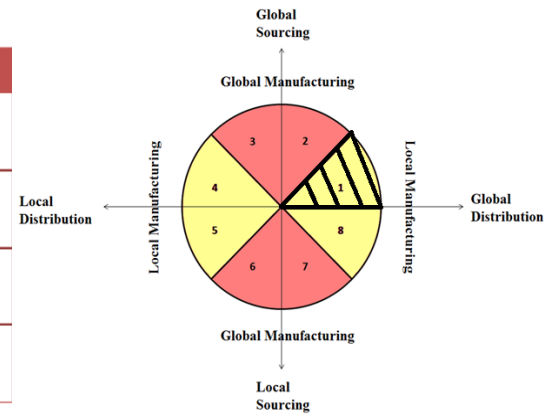 Global
Sourcing
Global Manufacturing
3
2
Local Manufacturing
4
1
Local Manufacturing
Local
Distribution
Global
Distribution
5
8
6
7
Global Manufacturing
Local
Sourcing